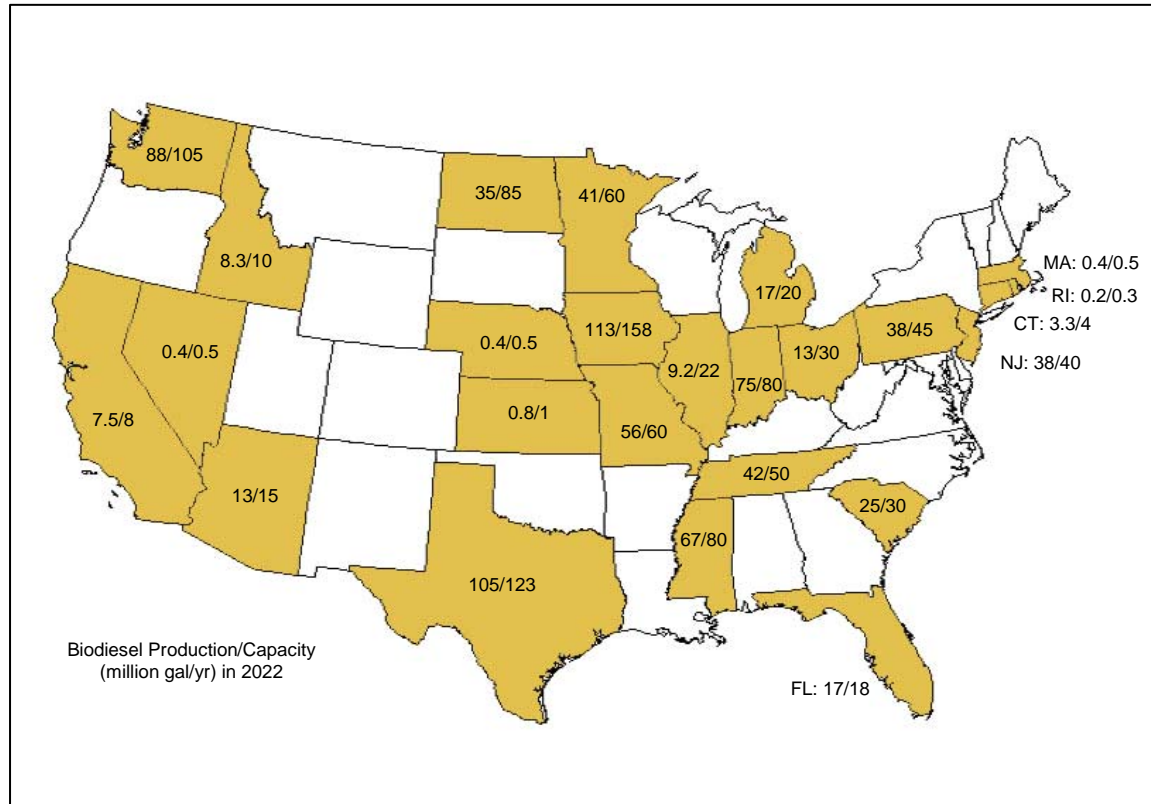 88/105
35/85
41/60
8.3/10
17/20
MA: 0.4/0.5
RI: 0.2/0.3
CT: 3.3/4
NJ: 38/40
113/158
38/45
0.4/0.5
0.4/0.5
9.2/22
75/80
13/30
7.5/8
0.8/1
56/60
42/50
13/15
25/30
67/80
105/123
Biodiesel Production/Capacity
(million gal/yr) in 2022
FL: 17/18